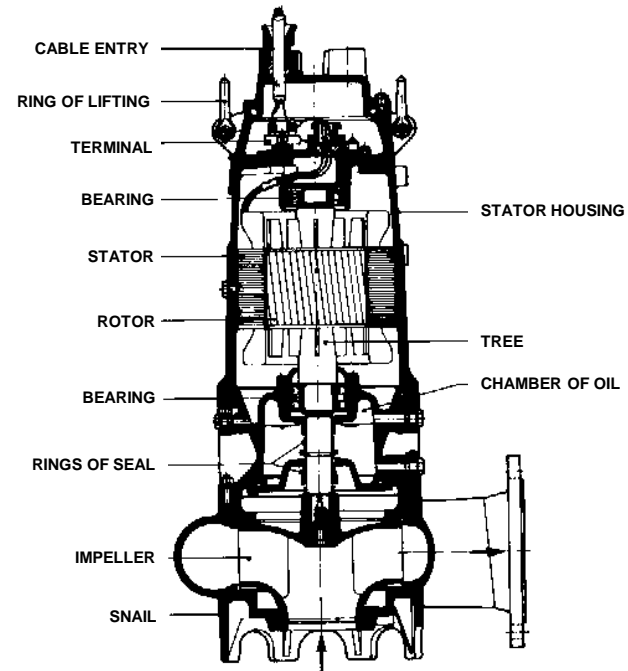 CABLE ENTRY
RING OF LIFTING
TERMINAL
BEARING
STATOR HOUSING
STATOR
ROTOR
TREE
CHAMBER OF OIL
BEARING
RINGS OF SEAL
IMPELLER
SNAIL